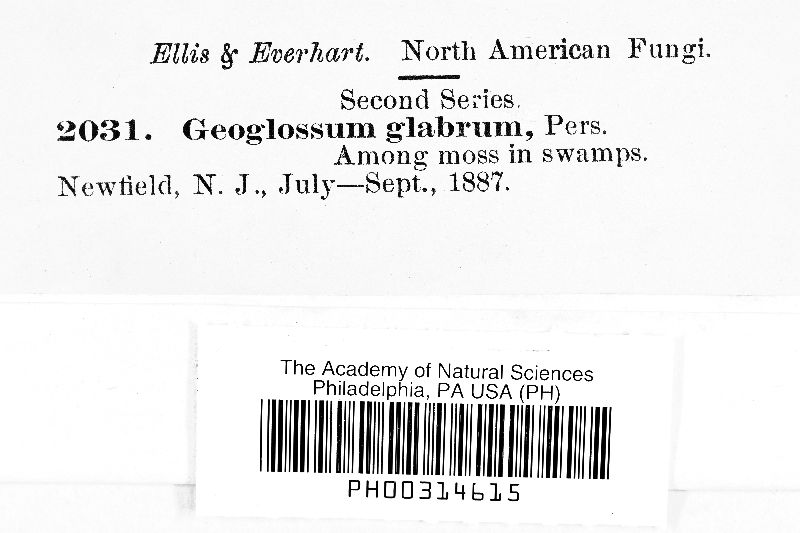 Ellis & Everhart. North American Fungi.
Second Series.
2031. Geoglossum glabrum, Pers.
Among moss in swamps.
Newfield, N. J., July—Sept., 1887.
The Academy of Natural Sciences
Philadelphia, PA USA (PH)
PH00314615